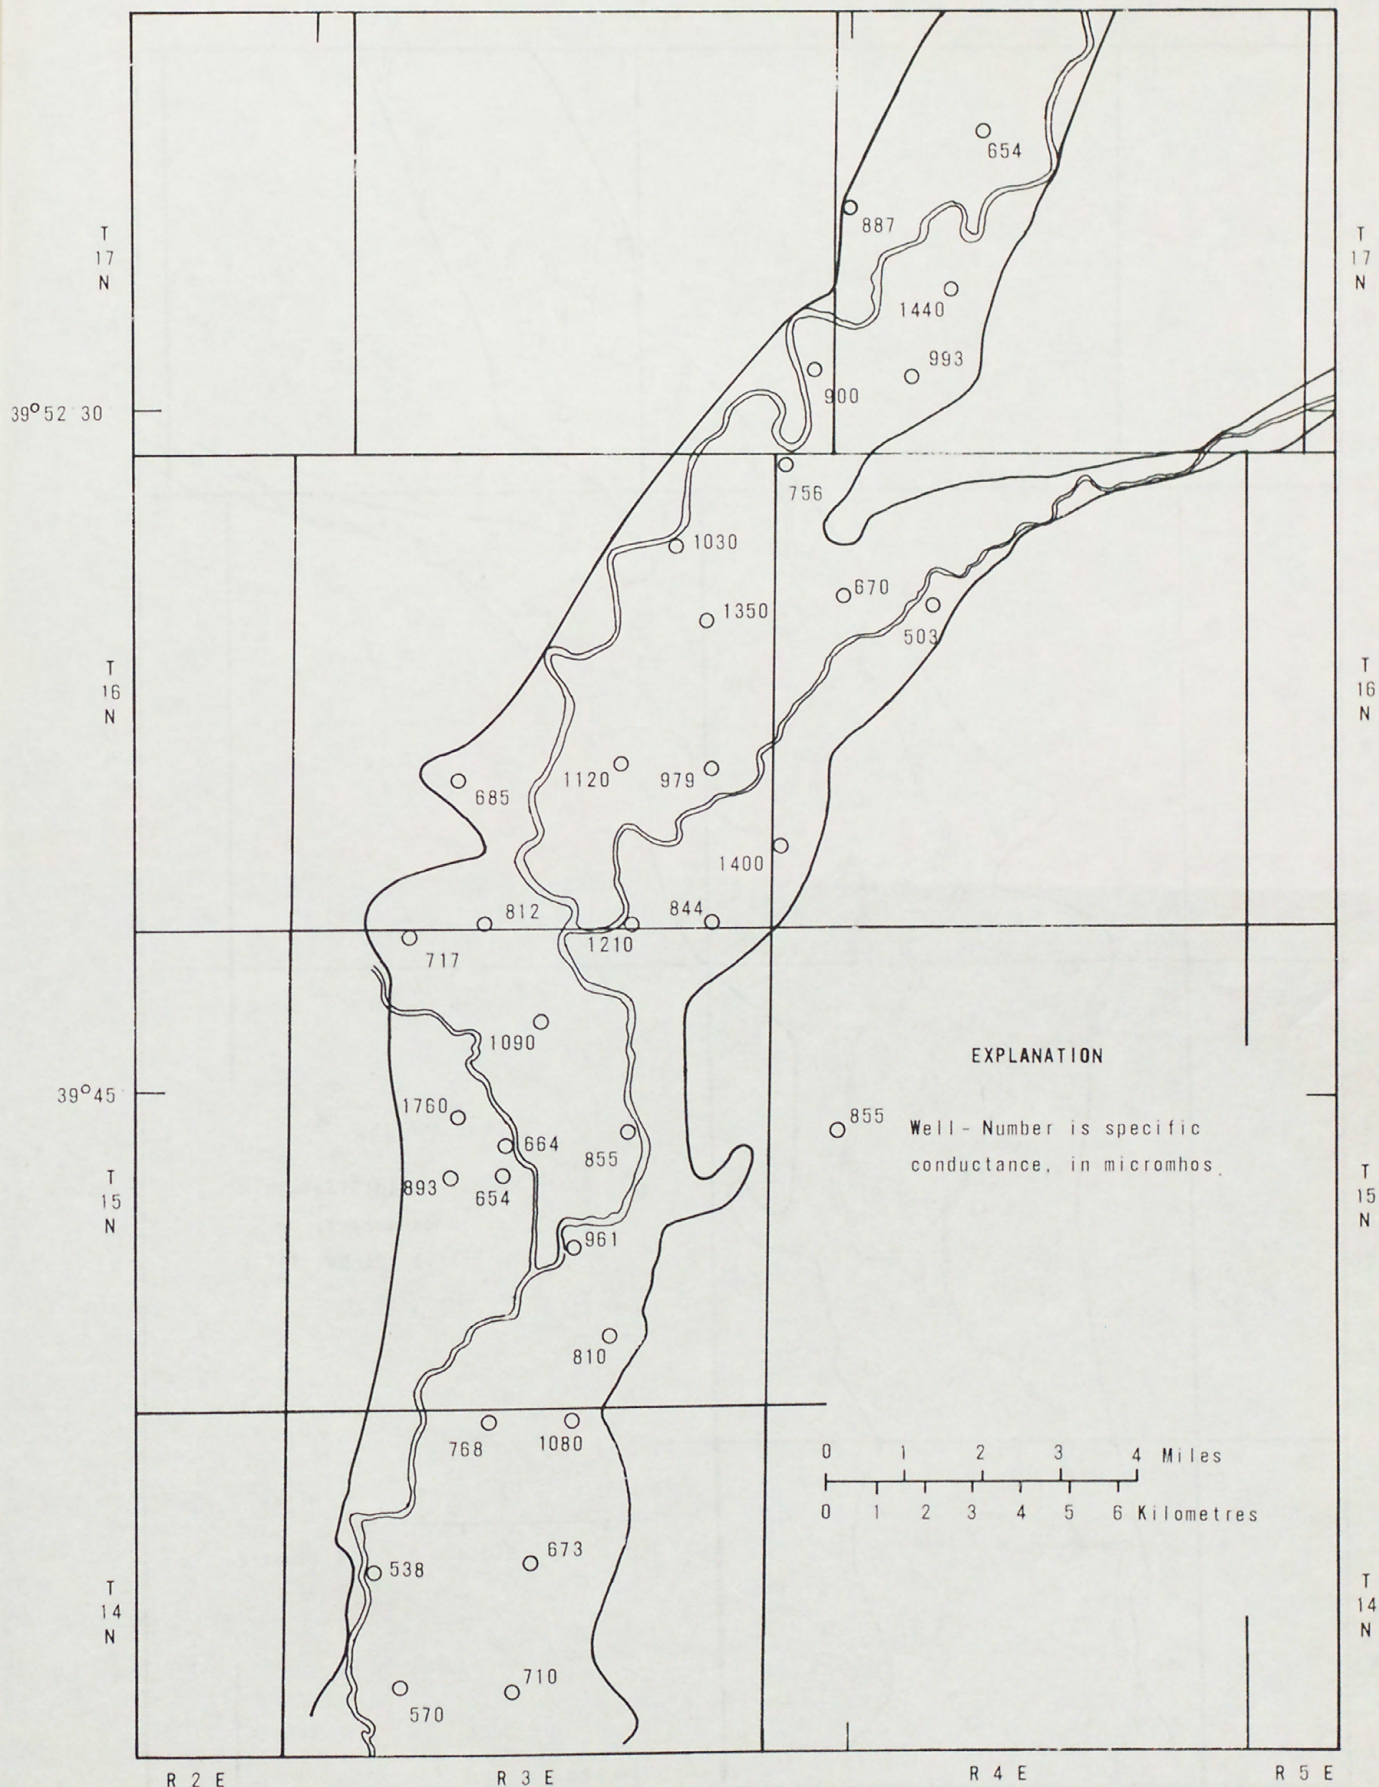 654
887
T
17
N
T
17
N
1440
993
900
39° 52' 30
756
1030
670
1350
503
T
16
N
T
16
N
1120
979
685
1400
812
844
1210
717
1090
EXPLANATION
39° 45'
1760
855 Well - Number is specific
conductance, in micromhos.
664
855
893
654
T
15
N
T
15
N
961
810
768
1080
0 1 2 3 4 Miles
0 1 2 3 4 5 6 Kilometres
673
538
T
14
N
T
14
N
710
570
R 2 E
R 3 E
R 4 E
R 5 E